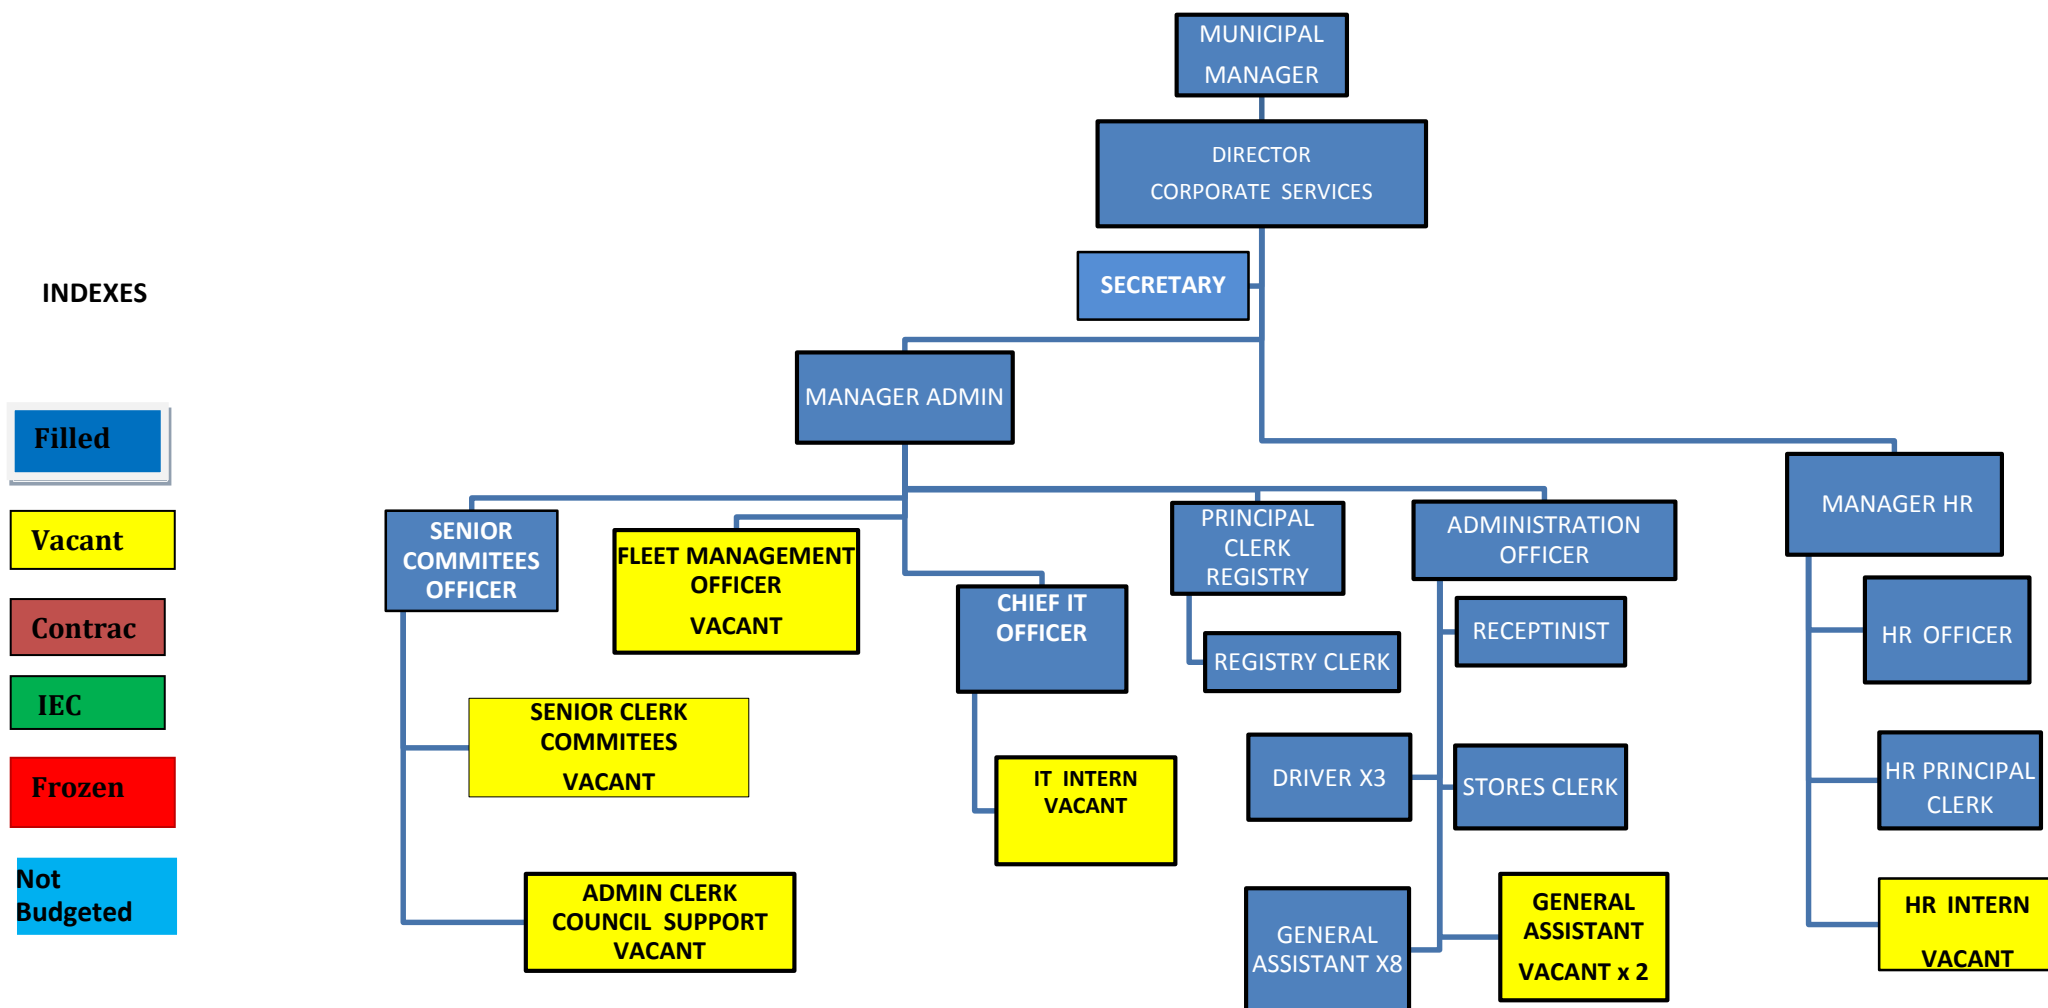 MUNICIPAL
MANAGER
DIRECTOR
CORPORATE SERVICES
SECRETARY
INDEXES
Filled
Vacant
Contrac
IEC
Frozen
Not
Budgeted
MANAGER ADMIN
MANAGER HR
SENIOR
COMMITEES
OFFICER
FLEET MANAGEMENT
OFFICER
VACANT
CHIEF IT
OFFICER
PRINCIPAL
CLERK
REGISTRY
ADMINISTRATION
OFFICER
REGISTRY CLERK
RECEPTINIST
HR OFFICER
SENIOR CLERK
COMMITEES
VACANT
IT INTERN
VACANT
DRIVER X3
STORES CLERK
HR PRINCIPAL
CLERK
ADMIN CLERK
COUNCIL SUPPORT
VACANT
GENERAL
ASSISTANT X8
GENERAL
ASSISTANT
VACANT x 2
HR INTERN
VACANT